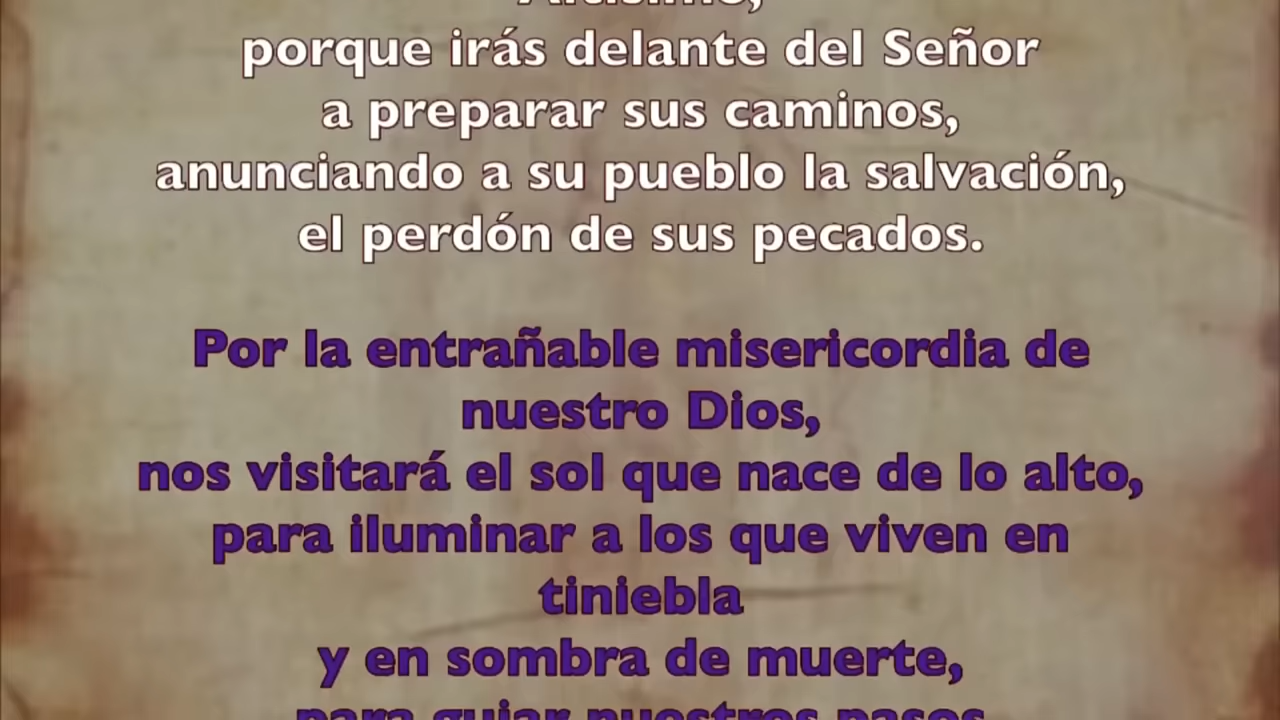 Altísimo,
porque irás delante del Señor
a preparar sus caminos,
anunciando a su pueblo la salvación,
el perdón de sus pecados.
Por la entrañable misericordia de
nuestro Dios,
nos visitará el sol que nace de lo alto,
para iluminar a los que viven en
tiniebla
y en sombra de muerte,
para guiar nuestros pasos